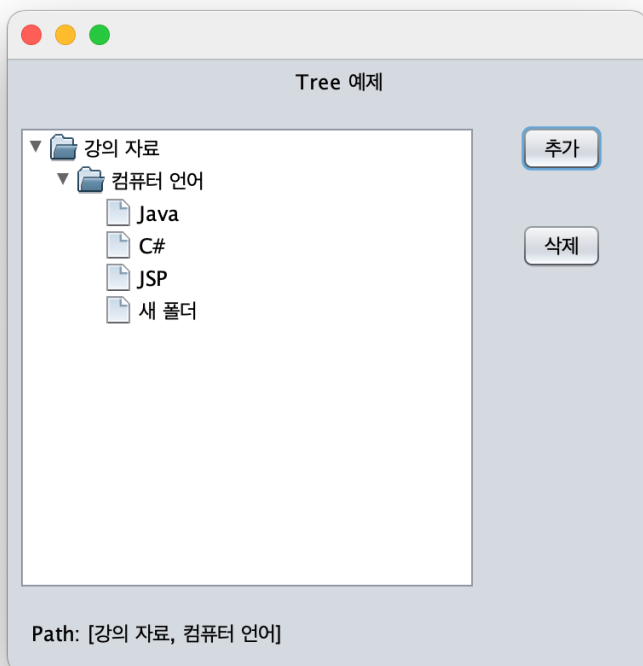 Tree 예제
강의 자료
추가
컴퓨터 언어
Java
C#
삭제
JSP
새 폴더
Path: [강의 자료, 컴퓨터 언어]